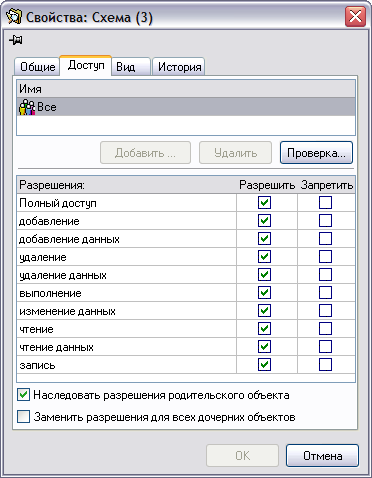 Свойства: Схема (3)
Общие Доступ Вид История
Имя
Все
Добавить ... Удалить Проверка...
Разрешения: Разрешить Запретить
Полный доступ
добавление
добавление данных
удаление
удаление данных
выполнение
изменение данных
чтение
чтение данных
запись
Наследовать разрешения родительского объекта
Заменить разрешения для всех дочерних объектов
OK Отмена